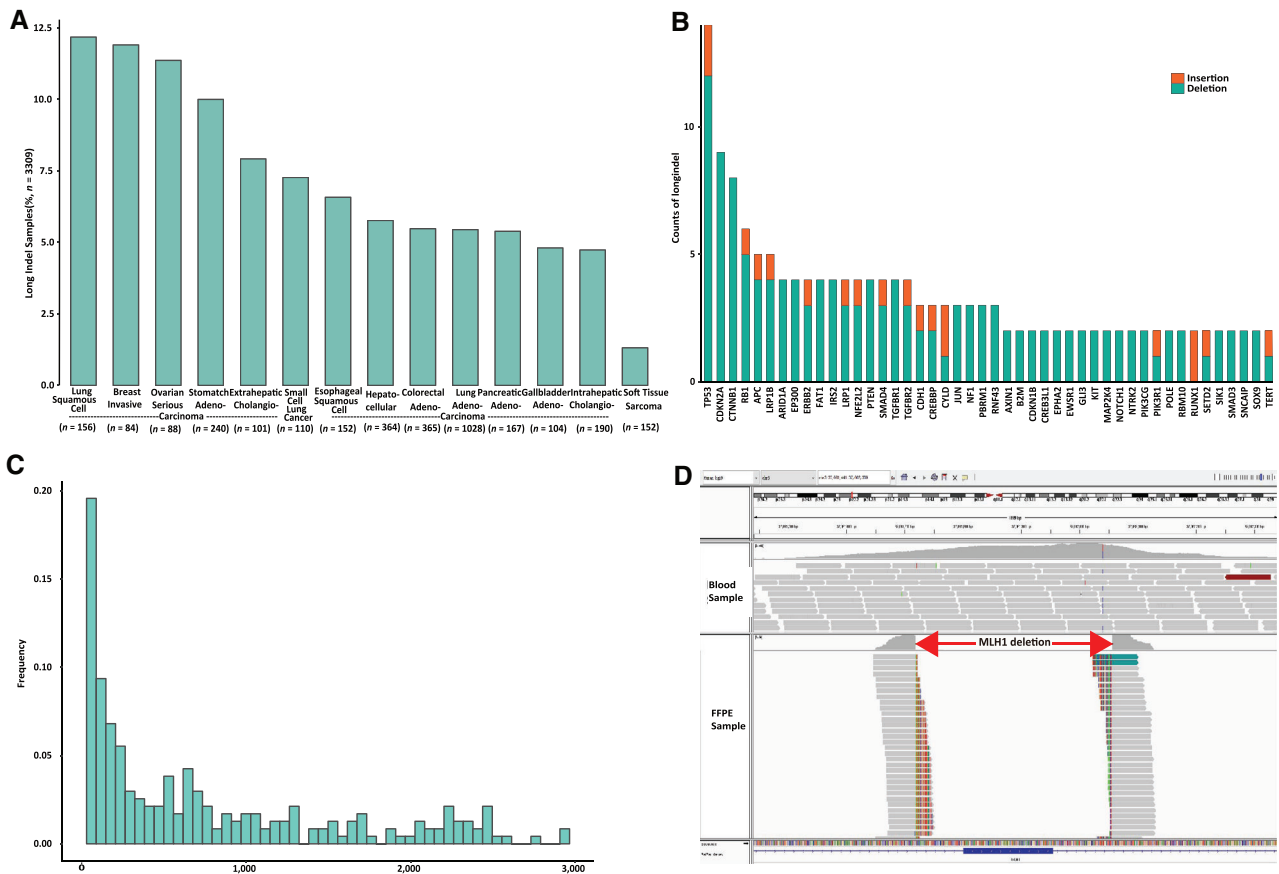 A
Long Indel Samples(%, n = 3309)
12.5
10.0
7.5
5.0
2.5
0.0
Lung Squamous Cell
Breast Invasive
Ovarian Serious
Stomatch Adeno-
Extrahepatic Cholangio-
Small Cell Lung Cancer
Esophageal Squamous Cell
Hepato-cellular
Colorectal Adeno-
Lung Adeno-
Pancreatic Adeno-
Gallbladder Adeno-
Intrahepatic Cholangio-
Soft Tissue Sarcoma
Carcinoma
Carcinoma
(n = 156)
(n = 84)
(n = 88)
(n = 240)
(n = 101)
(n = 110)
(n = 152)
(n = 364)
(n = 365)
(n = 1028)
(n = 167)
(n = 104)
(n = 190)
(n = 152)
B
Counts of longindel
10
5
0
Insertion
Deletion
TP53
CDKN2A
CTNNB1
RB1
APC
LRP1B
ARID1A
EP300
ERBB2
FAT1
IRS2
LRP1
NFE2L2
PTEN
SMAD4
TGFBR1
TGFBR2
CDH1
CREBBP
CYLD
JUN
NF1
PBRM1
RNF43
AXIN1
B2M
CDKN1B
CREB3L1
EPHA2
EWSR1
GLI3
KIT
MAP2K4
NOTCH1
NTRK2
PIK3CG
PIK3R1
POLE
RBM10
RUNX1
SETD2
SIK1
SMAD3
SNCAIP
SOX9
TERT
C
Frequency
0.20
0.15
0.10
0.05
0.00
0
1,000
2,000
3,000
D
Blood
Sample
MLH1 deletion
FFPE
Sample